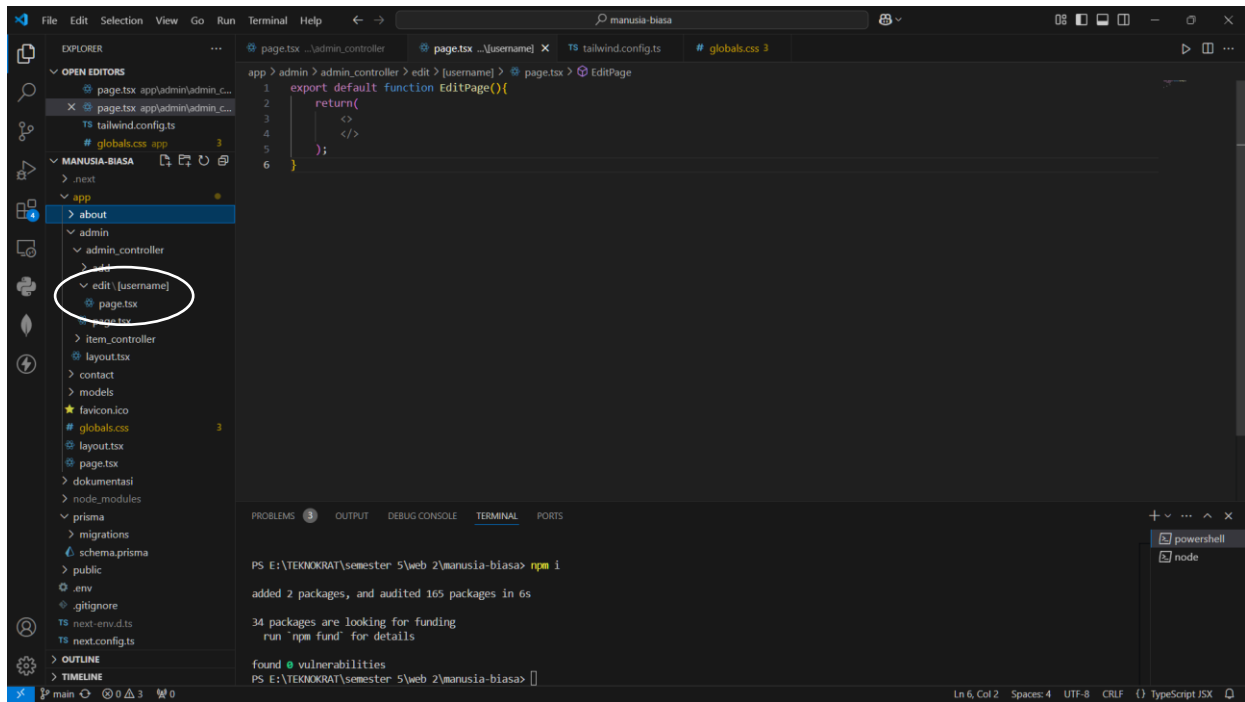 File Edit Selection View Go Run Terminal Help
manusia-biasa
EXPLORER
OPEN EDITORS
page.tsx app\admin\admin_c...
page.tsx app\admin\admin_c...
TS tailwind.config.ts
# globals.css app 3
MANUSIA-BIASA
.next
app
about
admin
admin_controller
add
edit \ [username]
page.tsx
page.tsx
item_controller
layout.tsx
contact
models
favicon.ico
# globals.css 3
layout.tsx
page.tsx
dokumentasi
node_modules
prisma
migrations
schema.prisma
public
.env
.gitignore
TS next-env.d.ts
TS next.config.ts
OUTLINE
TIMELINE
4
page.tsx ...\admin_controller page.tsx ...\[username] TS tailwind.config.ts # globals.css 3
app > admin > admin_controller > edit > [username] > page.tsx > EditPage
1 export default function EditPage(){
2 return(
3 <>
4 </>
5 );
6 }
PROBLEMS 3 OUTPUT DEBUG CONSOLE TERMINAL PORTS
powershell
node
PS E:\TEKNOKRAT\semester 5\web 2\manusia-biasa> npm i
added 2 packages, and audited 165 packages in 6s
34 packages are looking for funding
run `npm fund` for details
found 0 vulnerabilities
PS E:\TEKNOKRAT\semester 5\web 2\manusia-biasa>
main 0 3 0 Ln 6, Col 2 Spaces: 4 UTF-8 CRLF {} TypeScript JSX